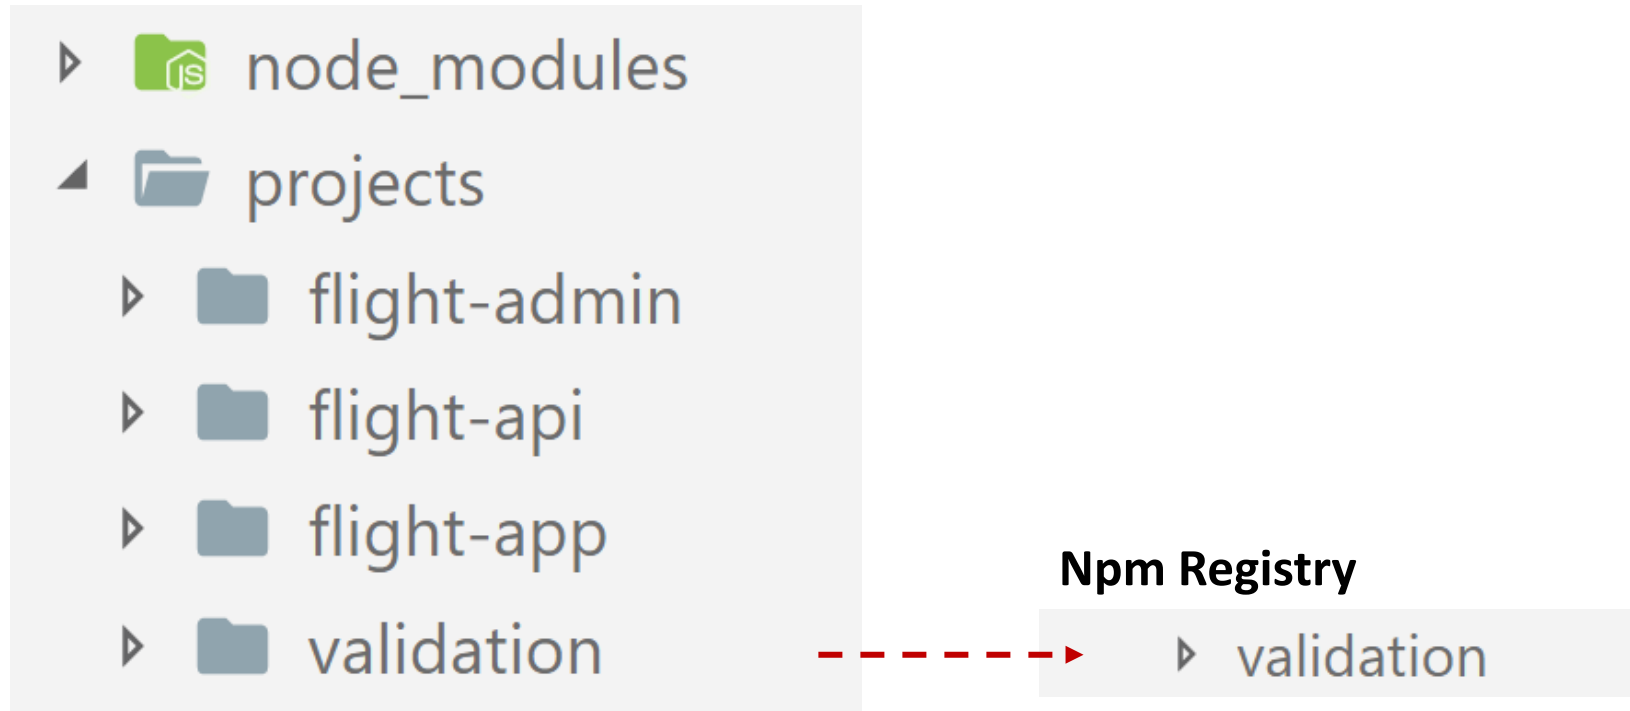 node_modules
projects
flight-admin
flight-api
flight-app
validation
Npm Registry
validation